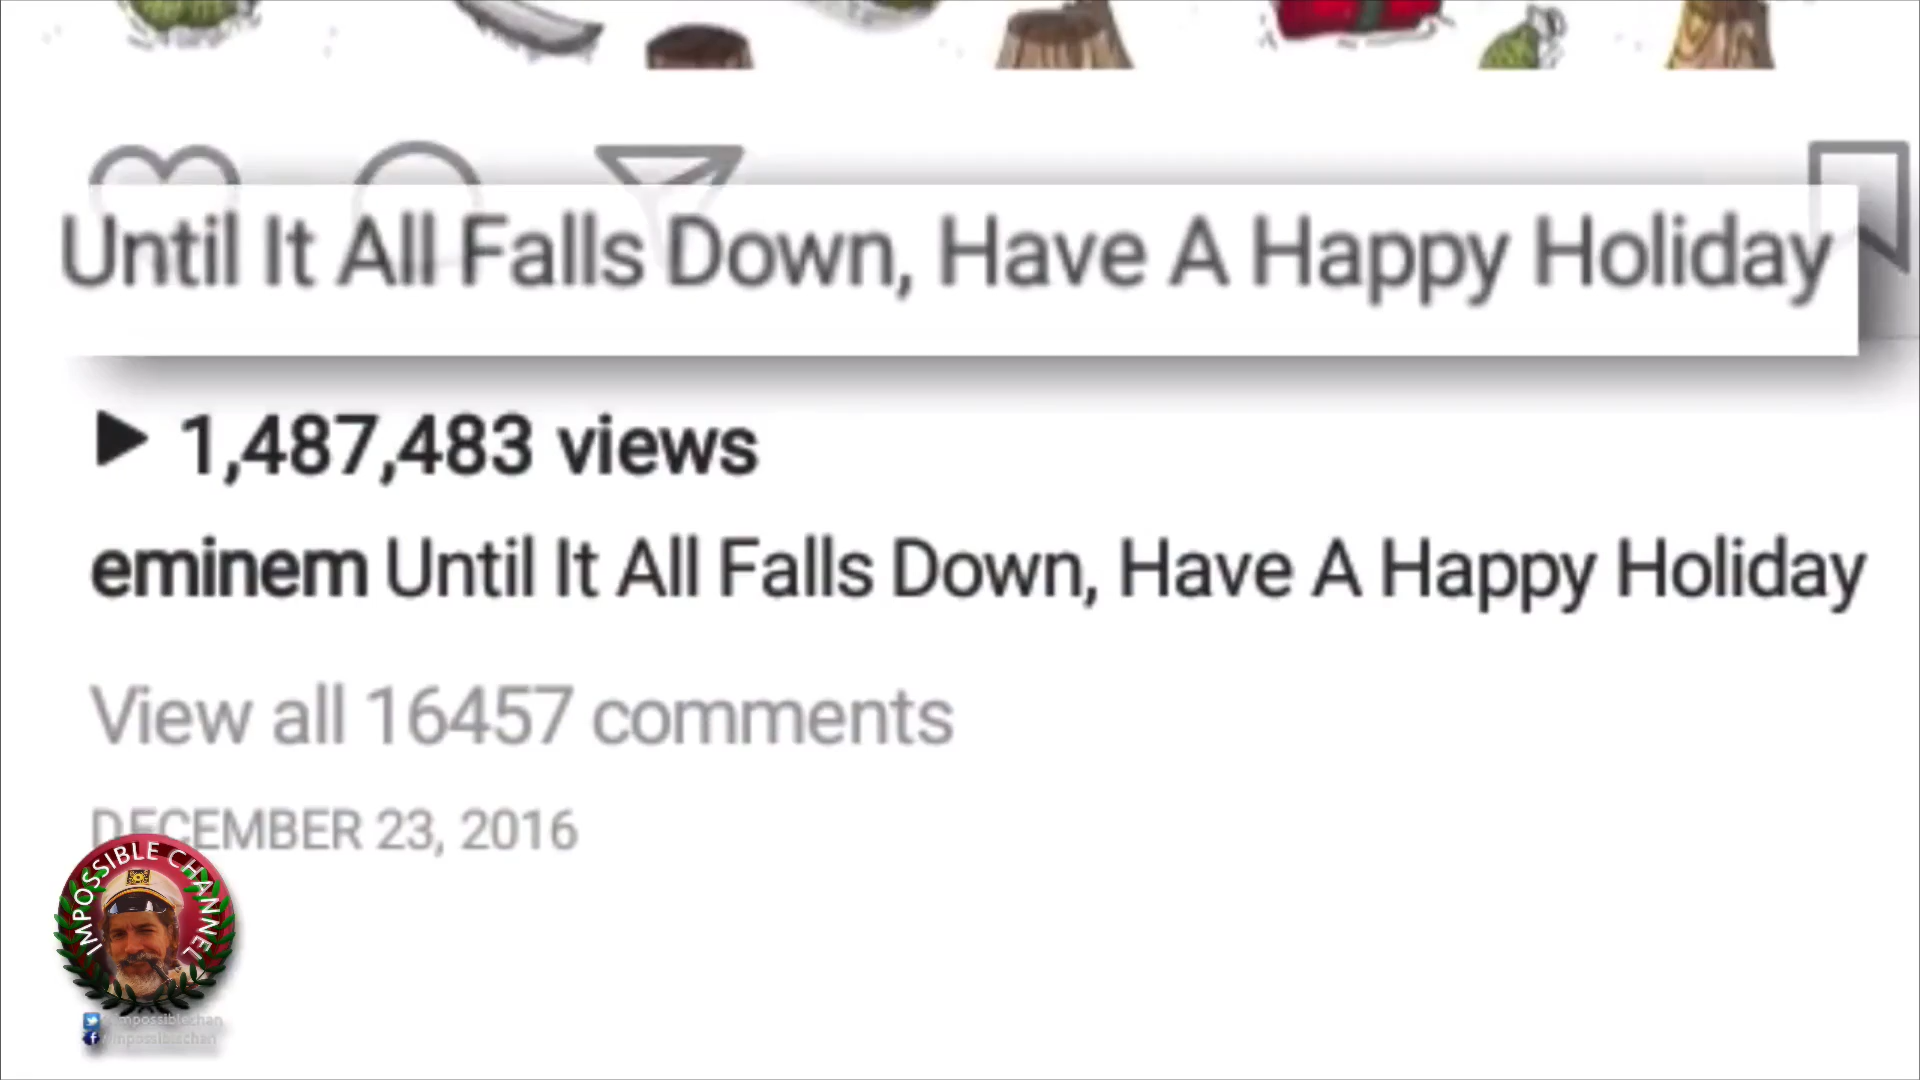 Until It All Falls Down, Have A Happy Holiday
1,487,483 views
eminem Until It All Falls Down, Have A Happy Holiday
View all 16457 comments
DECEMBER 23, 2016
IMPOSSIBLE CHANNEL